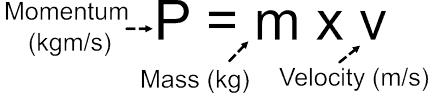 Momentum
(kgm/s)
P = m x v
Mass (kg)
Velocity (m/s)